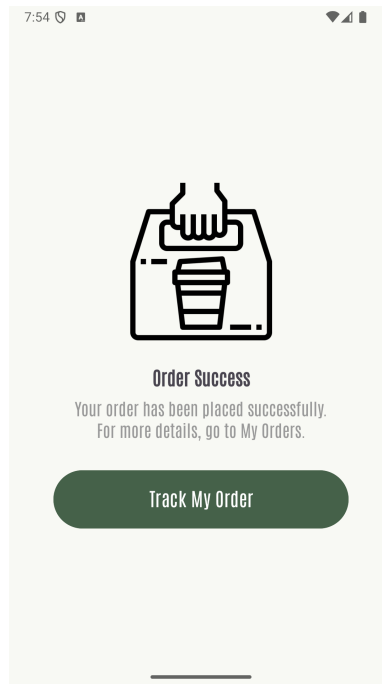 7:54
Order Success
Your order has been placed successfully.
For more details, go to My Orders.
Track My Order